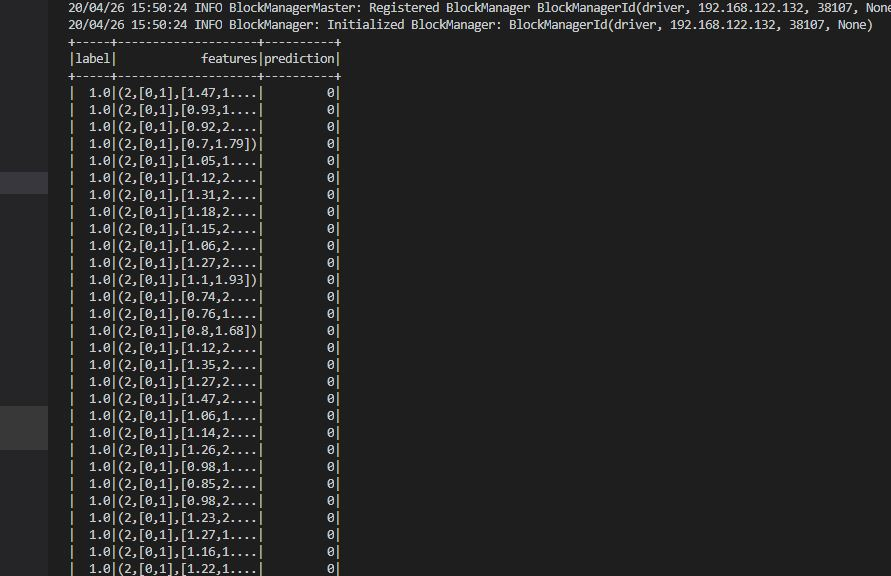 20/04/26 15:50:24 INFO BlockManagerMaster: Registered BlockManager BlockManagerId(driver, 192.168.122.132, 38107, None
20/04/26 15:50:24 INFO BlockManager: Initialized BlockManager: BlockManagerId(driver, 192.168.122.132, 38107, None)
+-----+--------------------+----------+
|label|            features|prediction|
+-----+--------------------+----------+
|  1.0|(2,[0,1],[1.47,1....|         0|
|  1.0|(2,[0,1],[0.93,1....|         0|
|  1.0|(2,[0,1],[0.92,2....|         0|
|  1.0|(2,[0,1],[0.7,1.79])|         0|
|  1.0|(2,[0,1],[1.05,1....|         0|
|  1.0|(2,[0,1],[1.12,2....|         0|
|  1.0|(2,[0,1],[1.31,2....|         0|
|  1.0|(2,[0,1],[1.18,2....|         0|
|  1.0|(2,[0,1],[1.15,2....|         0|
|  1.0|(2,[0,1],[1.06,2....|         0|
|  1.0|(2,[0,1],[1.27,2....|         0|
|  1.0|(2,[0,1],[1.1,1.93])|         0|
|  1.0|(2,[0,1],[0.74,2....|         0|
|  1.0|(2,[0,1],[0.76,1....|         0|
|  1.0|(2,[0,1],[0.8,1.68])|         0|
|  1.0|(2,[0,1],[1.12,2....|         0|
|  1.0|(2,[0,1],[1.35,2....|         0|
|  1.0|(2,[0,1],[1.27,2....|         0|
|  1.0|(2,[0,1],[1.47,2....|         0|
|  1.0|(2,[0,1],[1.06,1....|         0|
|  1.0|(2,[0,1],[1.14,2....|         0|
|  1.0|(2,[0,1],[1.26,2....|         0|
|  1.0|(2,[0,1],[0.98,1....|         0|
|  1.0|(2,[0,1],[0.85,2....|         0|
|  1.0|(2,[0,1],[0.98,2....|         0|
|  1.0|(2,[0,1],[1.23,2....|         0|
|  1.0|(2,[0,1],[1.27,1....|         0|
|  1.0|(2,[0,1],[1.16,1....|         0|
|  1.0|(2,[0,1],[1.22,1....|         0|